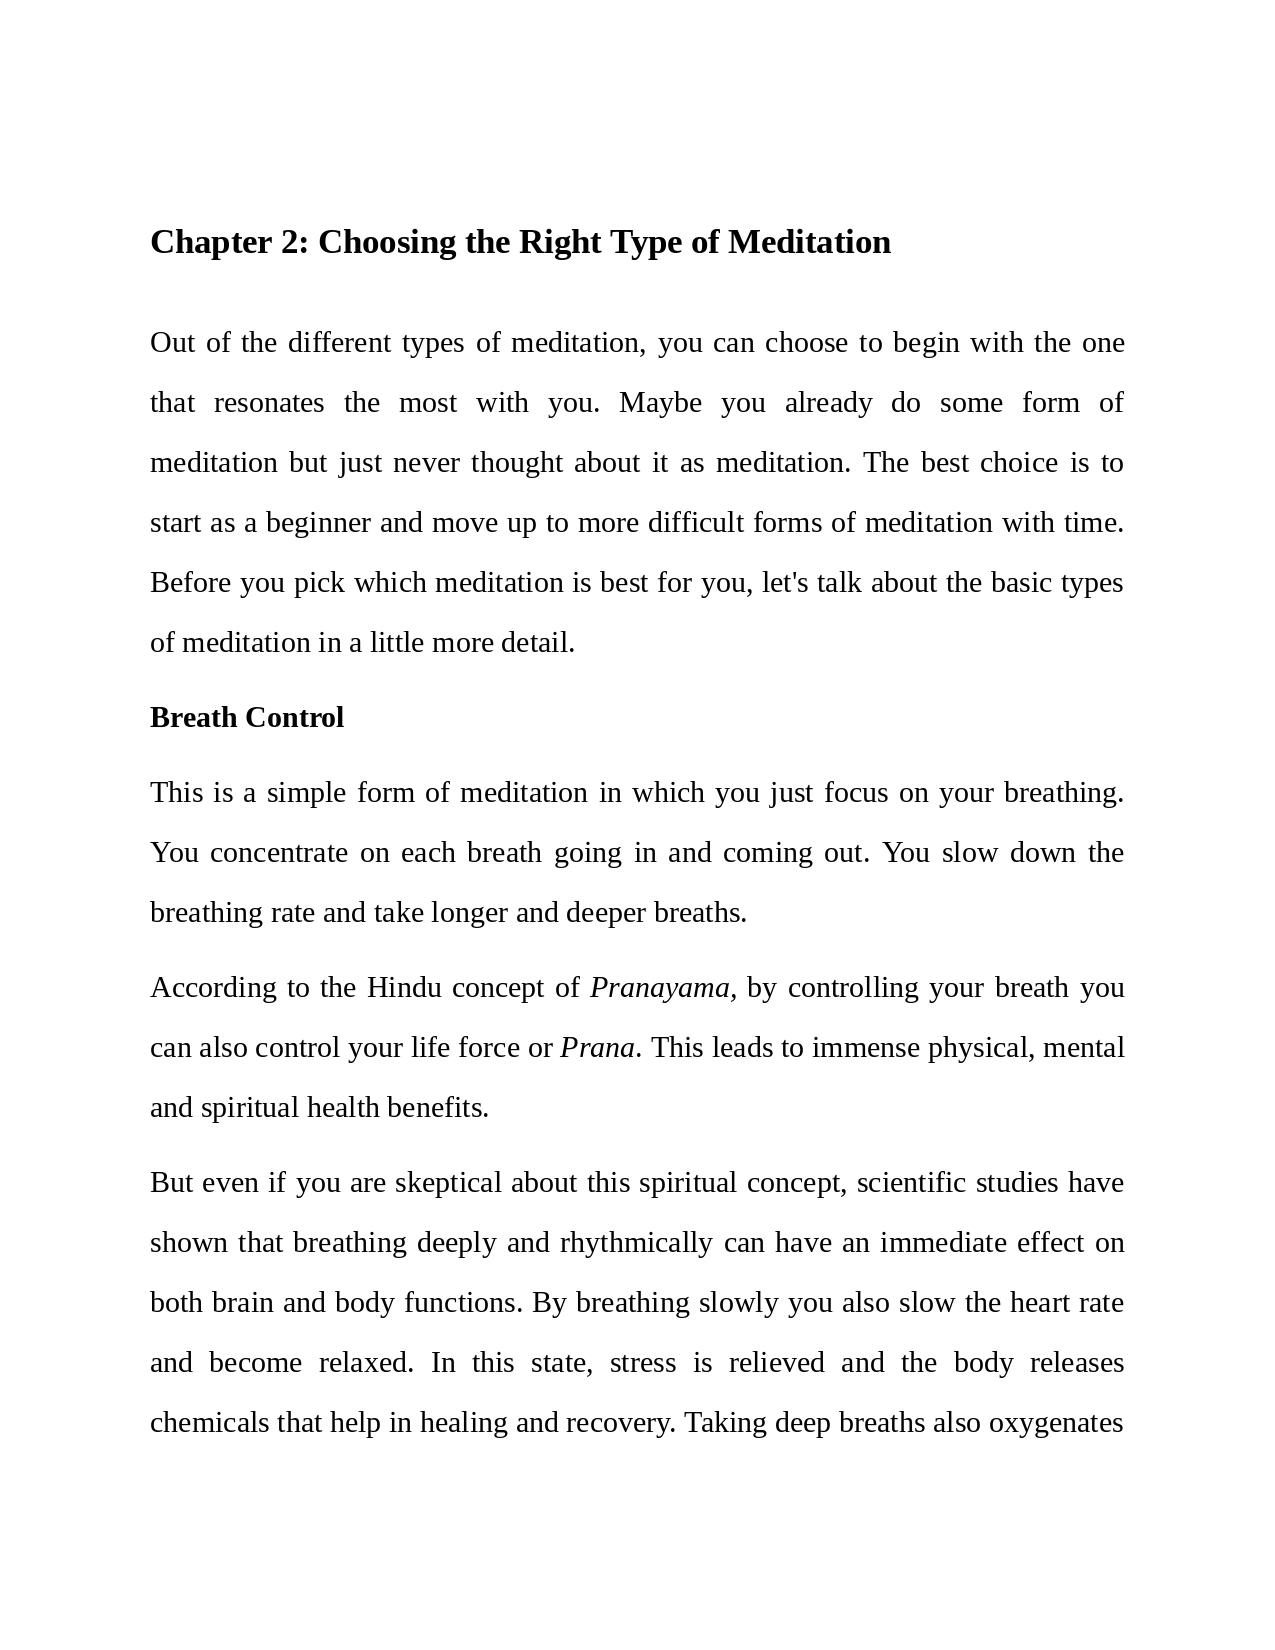 Chapter 2: Choosing the Right Type of Meditation
Out of the different types of meditation, you can choose to begin with the one
that resonates the most with you. Maybe you already do some form of
meditation but just never thought about it as meditation. The best choice is to
start as a beginner and move up to more difficult forms of meditation with time.
Before you pick which meditation is best for you, let's talk about the basic types
of meditation in a little more detail.
Breath Control
This is a simple form of meditation in which you just focus on your breathing.
You concentrate on each breath going in and coming out. You slow down the
breathing rate and take longer and deeper breaths.
According to the Hindu concept of Pranayama, by controlling your breath you
can also control your life force or Prana. This leads to immense physical, mental
and spiritual health benefits.
But even if you are skeptical about this spiritual concept, scientific studies have
shown that breathing deeply and rhythmically can have an immediate effect on
both brain and body functions. By breathing slowly you also slow the heart rate
and become relaxed. In this state, stress is relieved and the body releases
chemicals that help in healing and recovery. Taking deep breaths also oxygenates